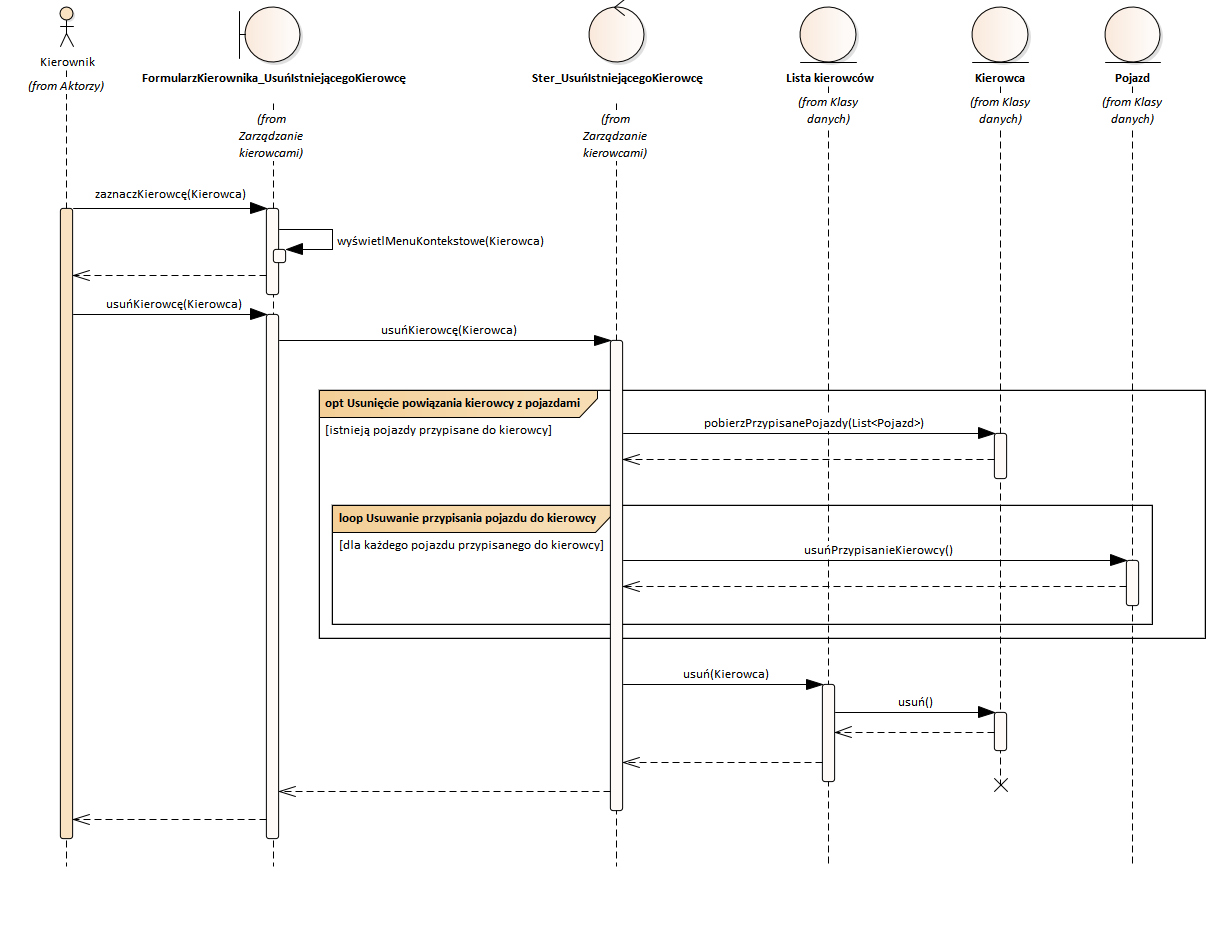 Kierownik
(from Aktorzy)
FormularzKierownika_UsuńIstniejącegoKierowcę
(from
Zarządzanie
kierowcami)
Ster_UsuńIstniejącegoKierowcę
(from
Zarządzanie
kierowcami)
Lista kierowców
(from Klasy
danych)
Kierowca
(from Klasy
danych)
Pojazd
(from Klasy
danych)
zaznaczKierowcę(Kierowca)
wyświetlMenuKontekstowe(Kierowca)
usuńKierowcę(Kierowca)
usuńKierowcę(Kierowca)
opt Usunięcie powiązania kierowcy z pojazdami
[istnieją pojazdy przypisane do kierowcy]
pobierzPrzypisanePojazdy(List<Pojazd>)
loop Usuwanie przypisania pojazdu do kierowcy
[dla każdego pojazdu przypisanego do kierowcy]
usuńPrzypisanieKierowcy()
usuń(Kierowca)
usuń()